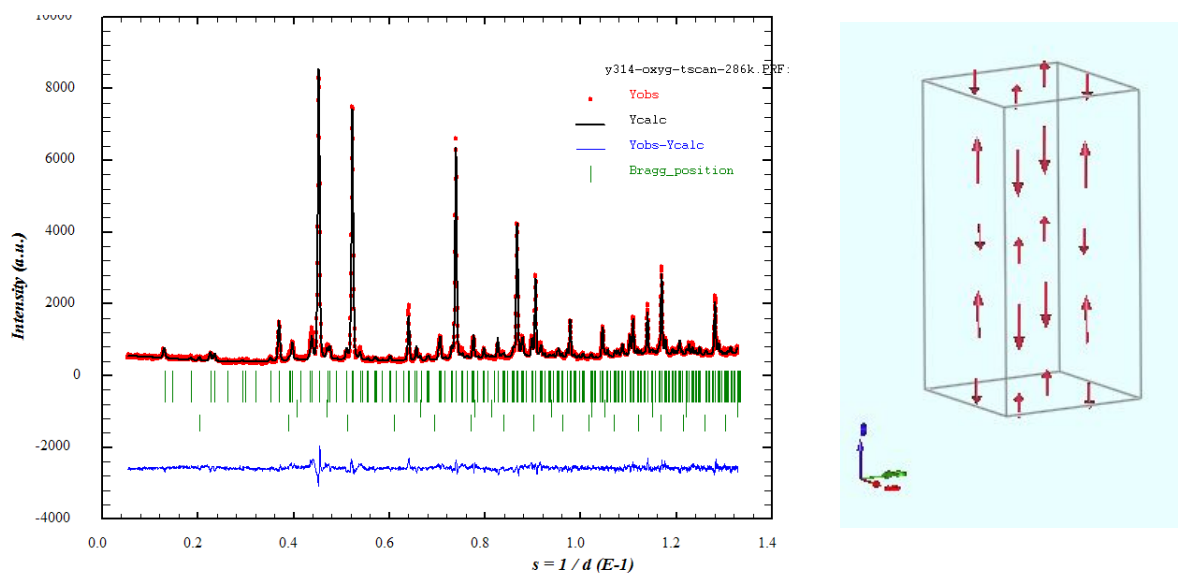 10000
y314-oxyg-tscan-286k.PRF:
Yobs
8000
Ycalc
Yobs-Ycalc
6000
Bragg_position
4000
Intensity (a.u.)
2000
0
-2000
-4000
0.0 0.2 0.4 0.6 0.8 1.0 1.2 1.4
s = 1 / d (E-1)